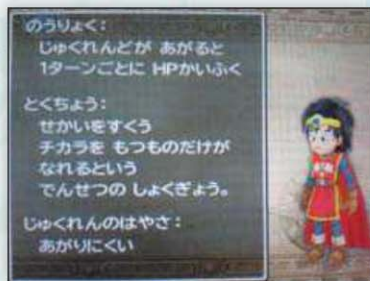 のうりょく：
じゅくれんどが あがると
1ターンごとに HPかいふく
とくちょう：
せかいをすくう
チカラを もつものだけが
なれるという
でんせつの しょくぎょう。
じゅくれんのはやさ：
あがりにくい